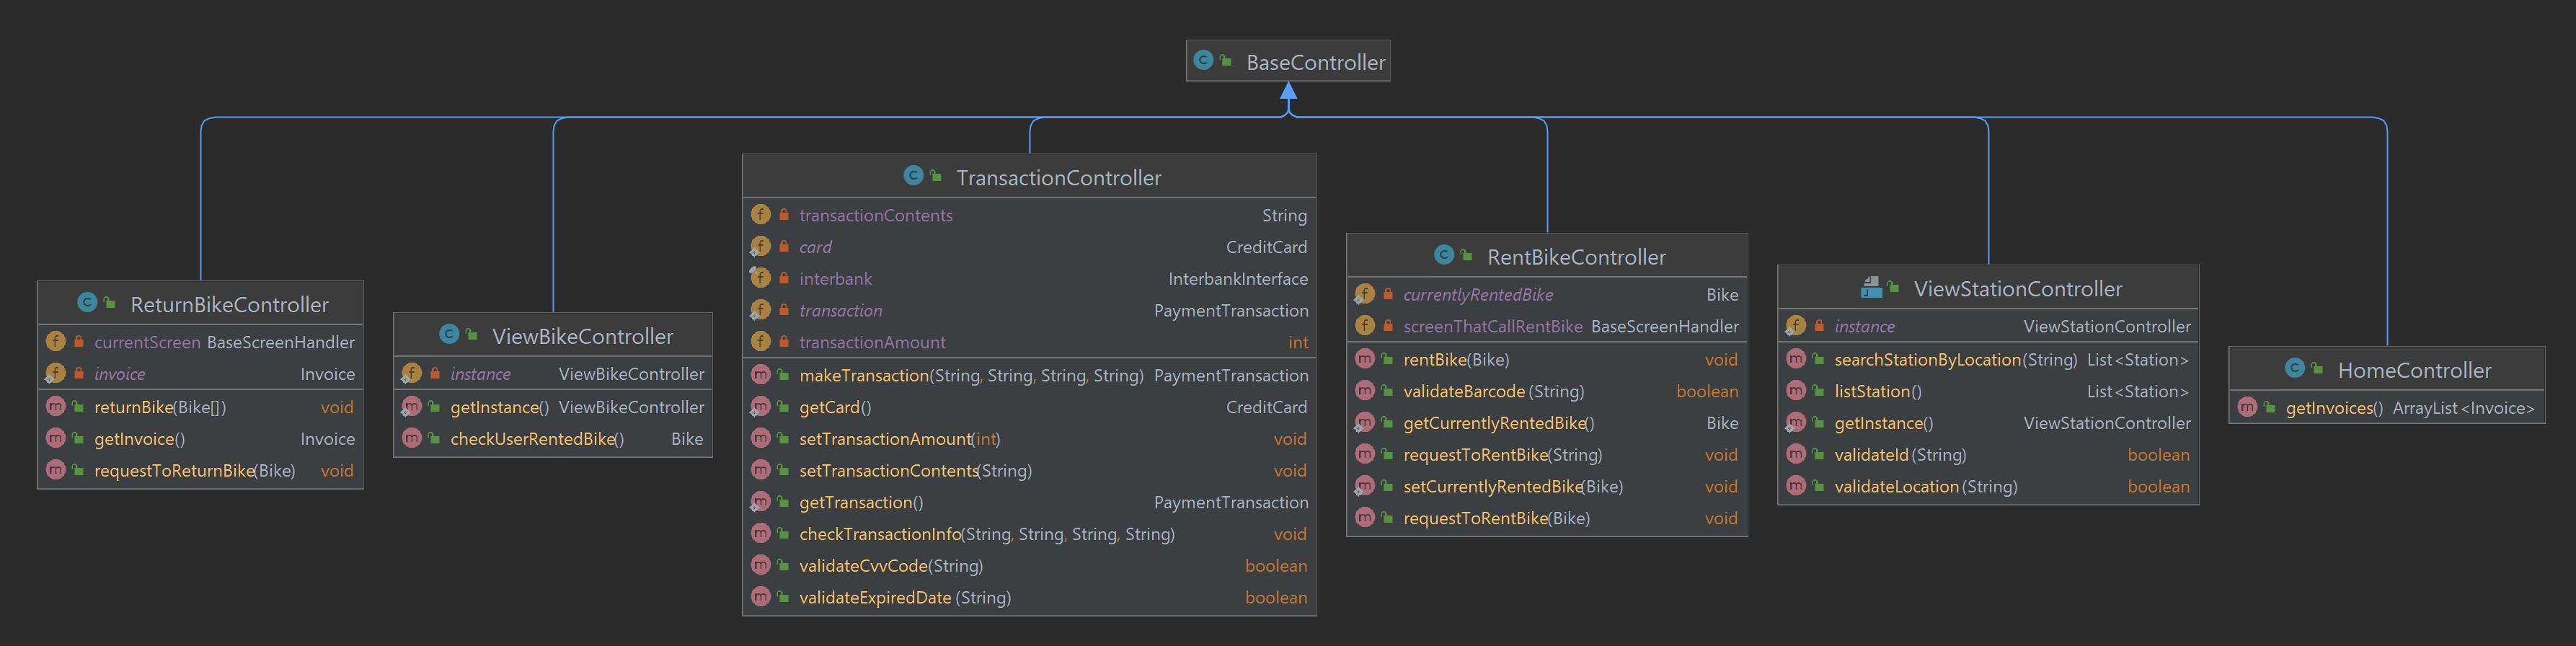 BaseController
ReturnBikeController
currentScreen BaseScreenHandler
invoice Invoice
returnBike(Bike[]) void
getInvoice() Invoice
requestToReturnBike(Bike) void
ViewBikeController
instance ViewBikeController
getInstance() ViewBikeController
checkUserRentedBike() Bike
TransactionController
transactionContents String
card CreditCard
interbank InterbankInterface
transaction PaymentTransaction
transactionAmount int
makeTransaction(String, String, String, String) PaymentTransaction
getCard() CreditCard
setTransactionAmount(int) void
setTransactionContents(String) void
getTransaction() PaymentTransaction
checkTransactionInfo(String, String, String, String) void
validateCvvCode(String) boolean
validateExpiredDate(String) boolean
RentBikeController
currentlyRentedBike Bike
screenThatCallRentBike BaseScreenHandler
rentBike(Bike) void
validateBarcode(String) boolean
getCurrentlyRentedBike() Bike
requestToRentBike(String) void
setCurrentlyRentedBike(Bike) void
requestToRentBike(Bike) void
ViewStationController
instance ViewStationController
searchStationByLocation(String) List<Station>
listStation() List<Station>
getInstance() ViewStationController
validateId(String) boolean
validateLocation(String) boolean
HomeController
getInvoices() ArrayList<Invoice>